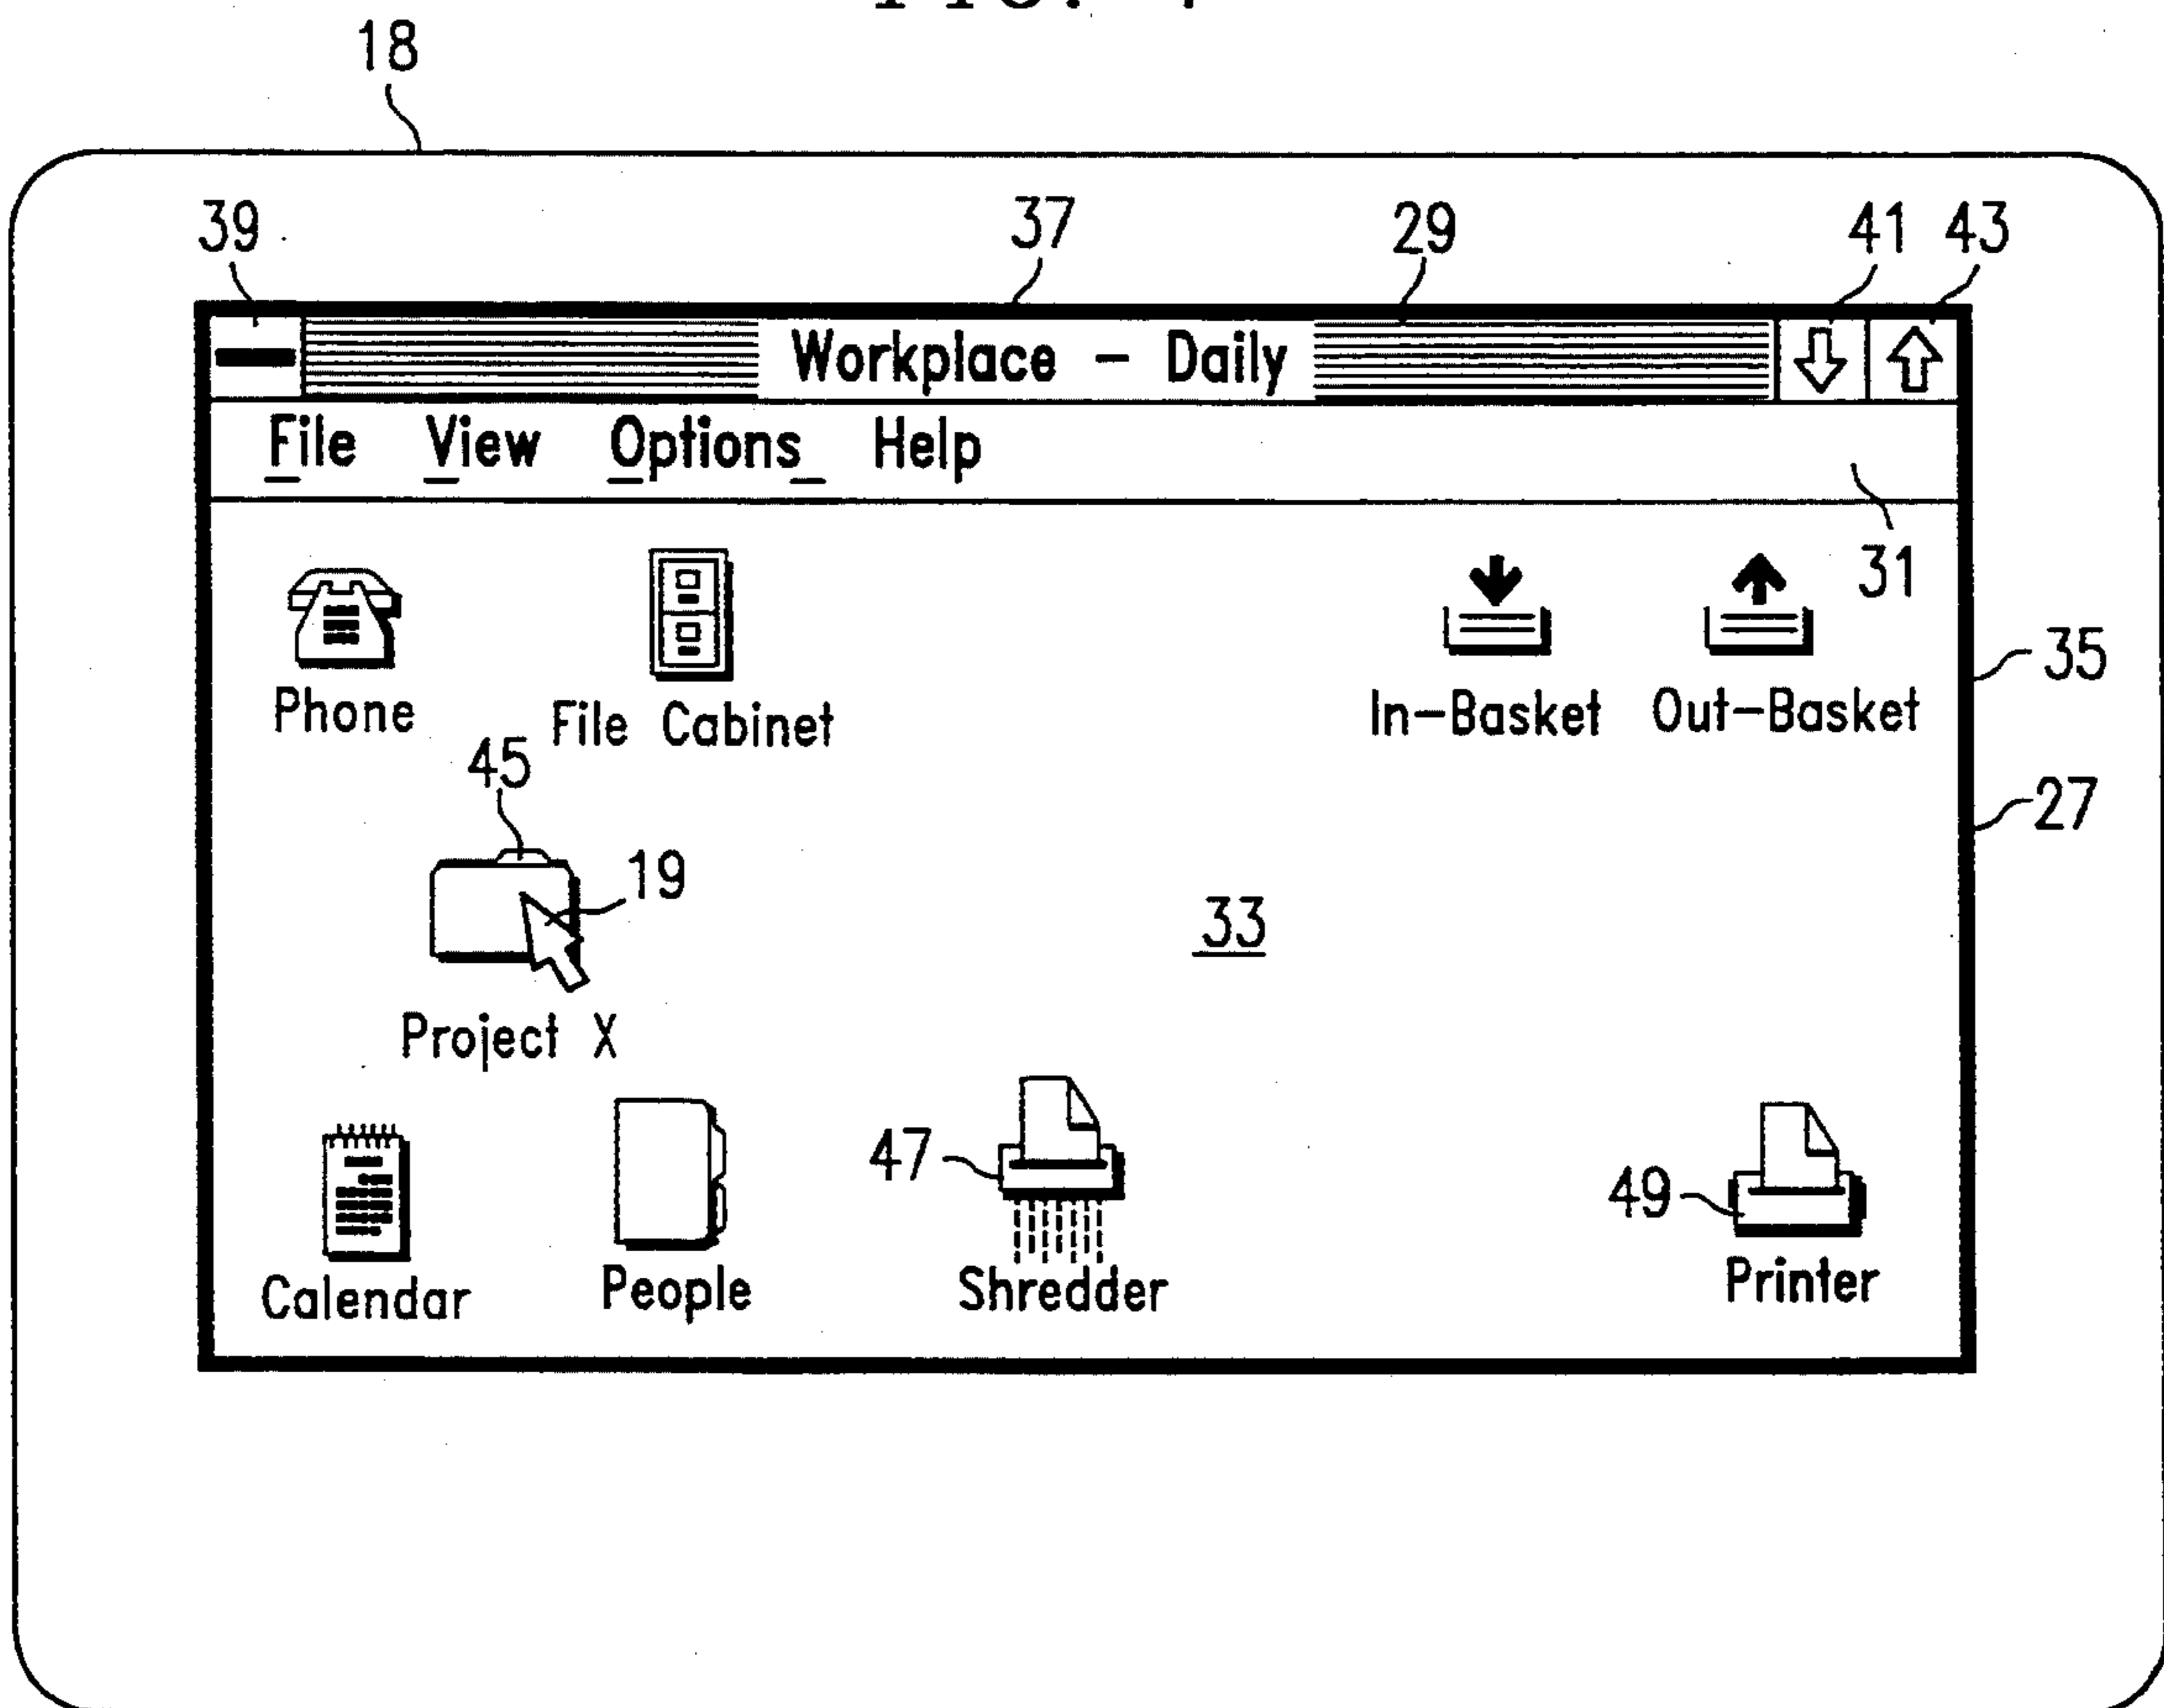 18
39 37 29 41 43
Workplace – Daily
File View Options Help
31
35
Phone File Cabinet In-Basket Out-Basket
45
27
19
33
Project X
47
49
Calendar People Shredder Printer